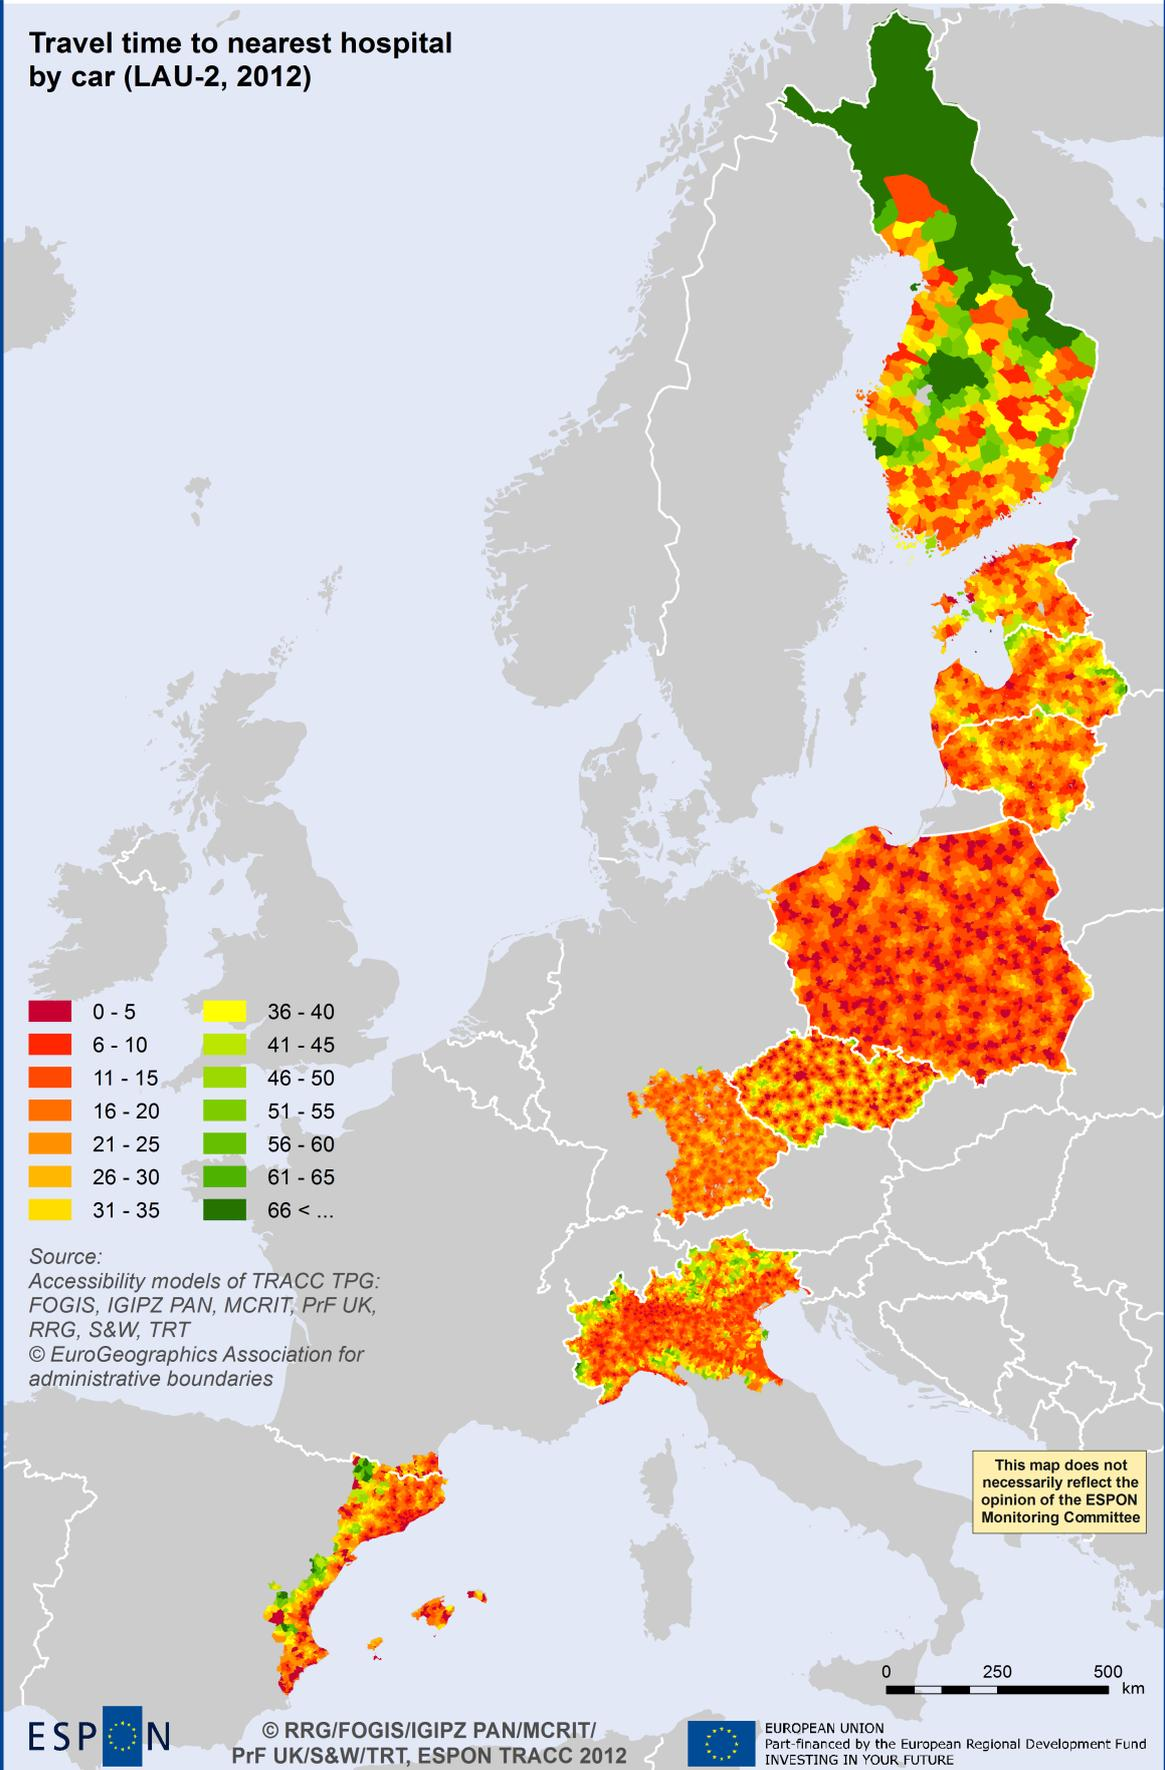 Travel time to nearest hospital
by car (LAU-2, 2012)
0 - 5
6 - 10
11 - 15
16 - 20
21 - 25
26 - 30
31 - 35
36 - 40
41 - 45
46 - 50
51 - 55
56 - 60
61 - 65
66 < ...
Source:
Accessibility models of TRACC TPG:
FOGIS, IGIPZ PAN, MCRIT, PrF UK,
RRG, S&W, TRT
© EuroGeographics Association for
administrative boundaries
This map does not
necessarily reflect the
opinion of the ESPON
Monitoring Committee
0 250 500
km
ESPON
© RRG/FOGIS/IGIPZ PAN/MCRIT/
PrF UK/S&W/TRT, ESPON TRACC 2012
EUROPEAN UNION
Part-financed by the European Regional Development Fund
INVESTING IN YOUR FUTURE